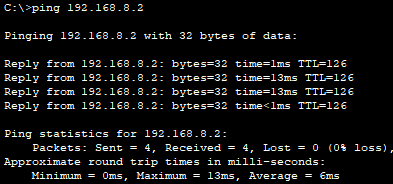 C:\>ping 192.168.8.2
Pinging 192.168.8.2 with 32 bytes of data:
Reply from 192.168.8.2: bytes=32 time=1ms TTL=126
Reply from 192.168.8.2: bytes=32 time=13ms TTL=126
Reply from 192.168.8.2: bytes=32 time=13ms TTL=126
Reply from 192.168.8.2: bytes=32 time<1ms TTL=126
Ping statistics for 192.168.8.2:
Packets: Sent = 4, Received = 4, Lost = 0 (0% loss),
Approximate round trip times in milli-seconds:
Minimum = 0ms, Maximum = 13ms, Average = 6ms